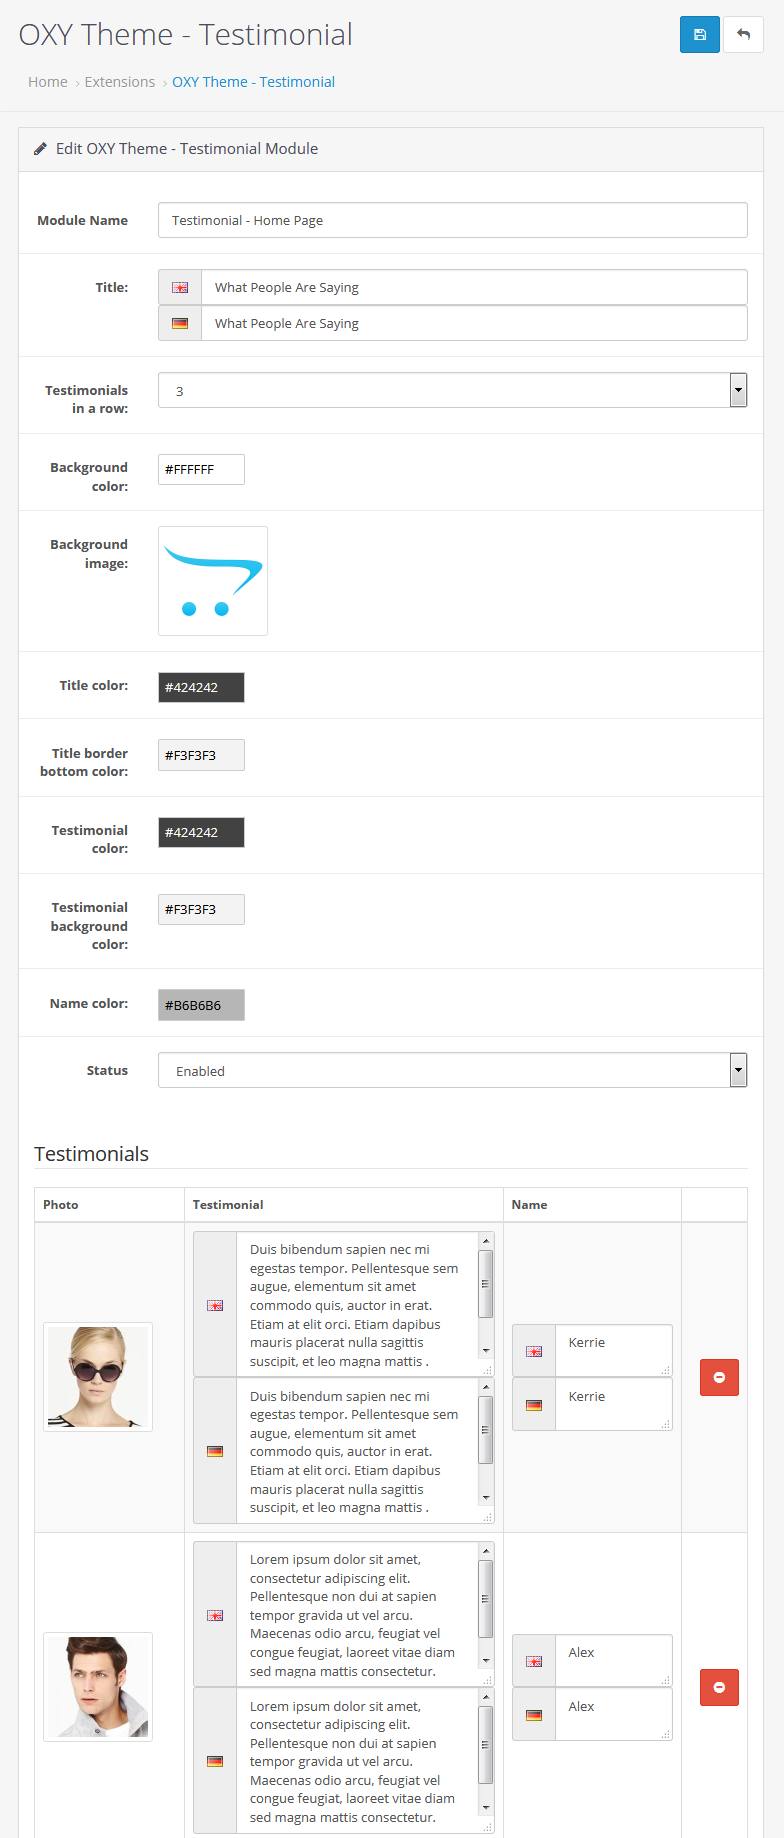 OXY Theme - Testimonial
Home › Extensions › OXY Theme - Testimonial
Edit OXY Theme - Testimonial Module
Module Name
Testimonial - Home Page
Title:
What People Are Saying
What People Are Saying
Testimonials
in a row:
3
Background
color:
#FFFFFF
Background
image:
Title color:
#424242
Title border
bottom color:
#F3F3F3
Testimonial
color:
#424242
Testimonial
background
color:
#F3F3F3
Name color:
#B6B6B6
Status
Enabled
Testimonials
Photo Testimonial Name
Duis bibendum sapien nec mi
egestas tempor. Pellentesque sem
augue, elementum sit amet
commodo quis, auctor in erat.
Etiam at elit orci. Etiam dapibus
mauris placerat nulla sagittis
suscipit, et leo magna mattis .
Kerrie
Duis bibendum sapien nec mi
egestas tempor. Pellentesque sem
augue, elementum sit amet
commodo quis, auctor in erat.
Etiam at elit orci. Etiam dapibus
mauris placerat nulla sagittis
suscipit, et leo magna mattis .
Kerrie
Lorem ipsum dolor sit amet,
consectetur adipiscing elit.
Pellentesque non dui at sapien
tempor gravida ut vel arcu.
Maecenas odio arcu, feugiat vel
congue feugiat, laoreet vitae diam
sed magna mattis consectetur.
Alex
Lorem ipsum dolor sit amet,
consectetur adipiscing elit.
Pellentesque non dui at sapien
tempor gravida ut vel arcu.
Maecenas odio arcu, feugiat vel
congue feugiat, laoreet vitae diam
sed magna mattis consectetur.
Alex